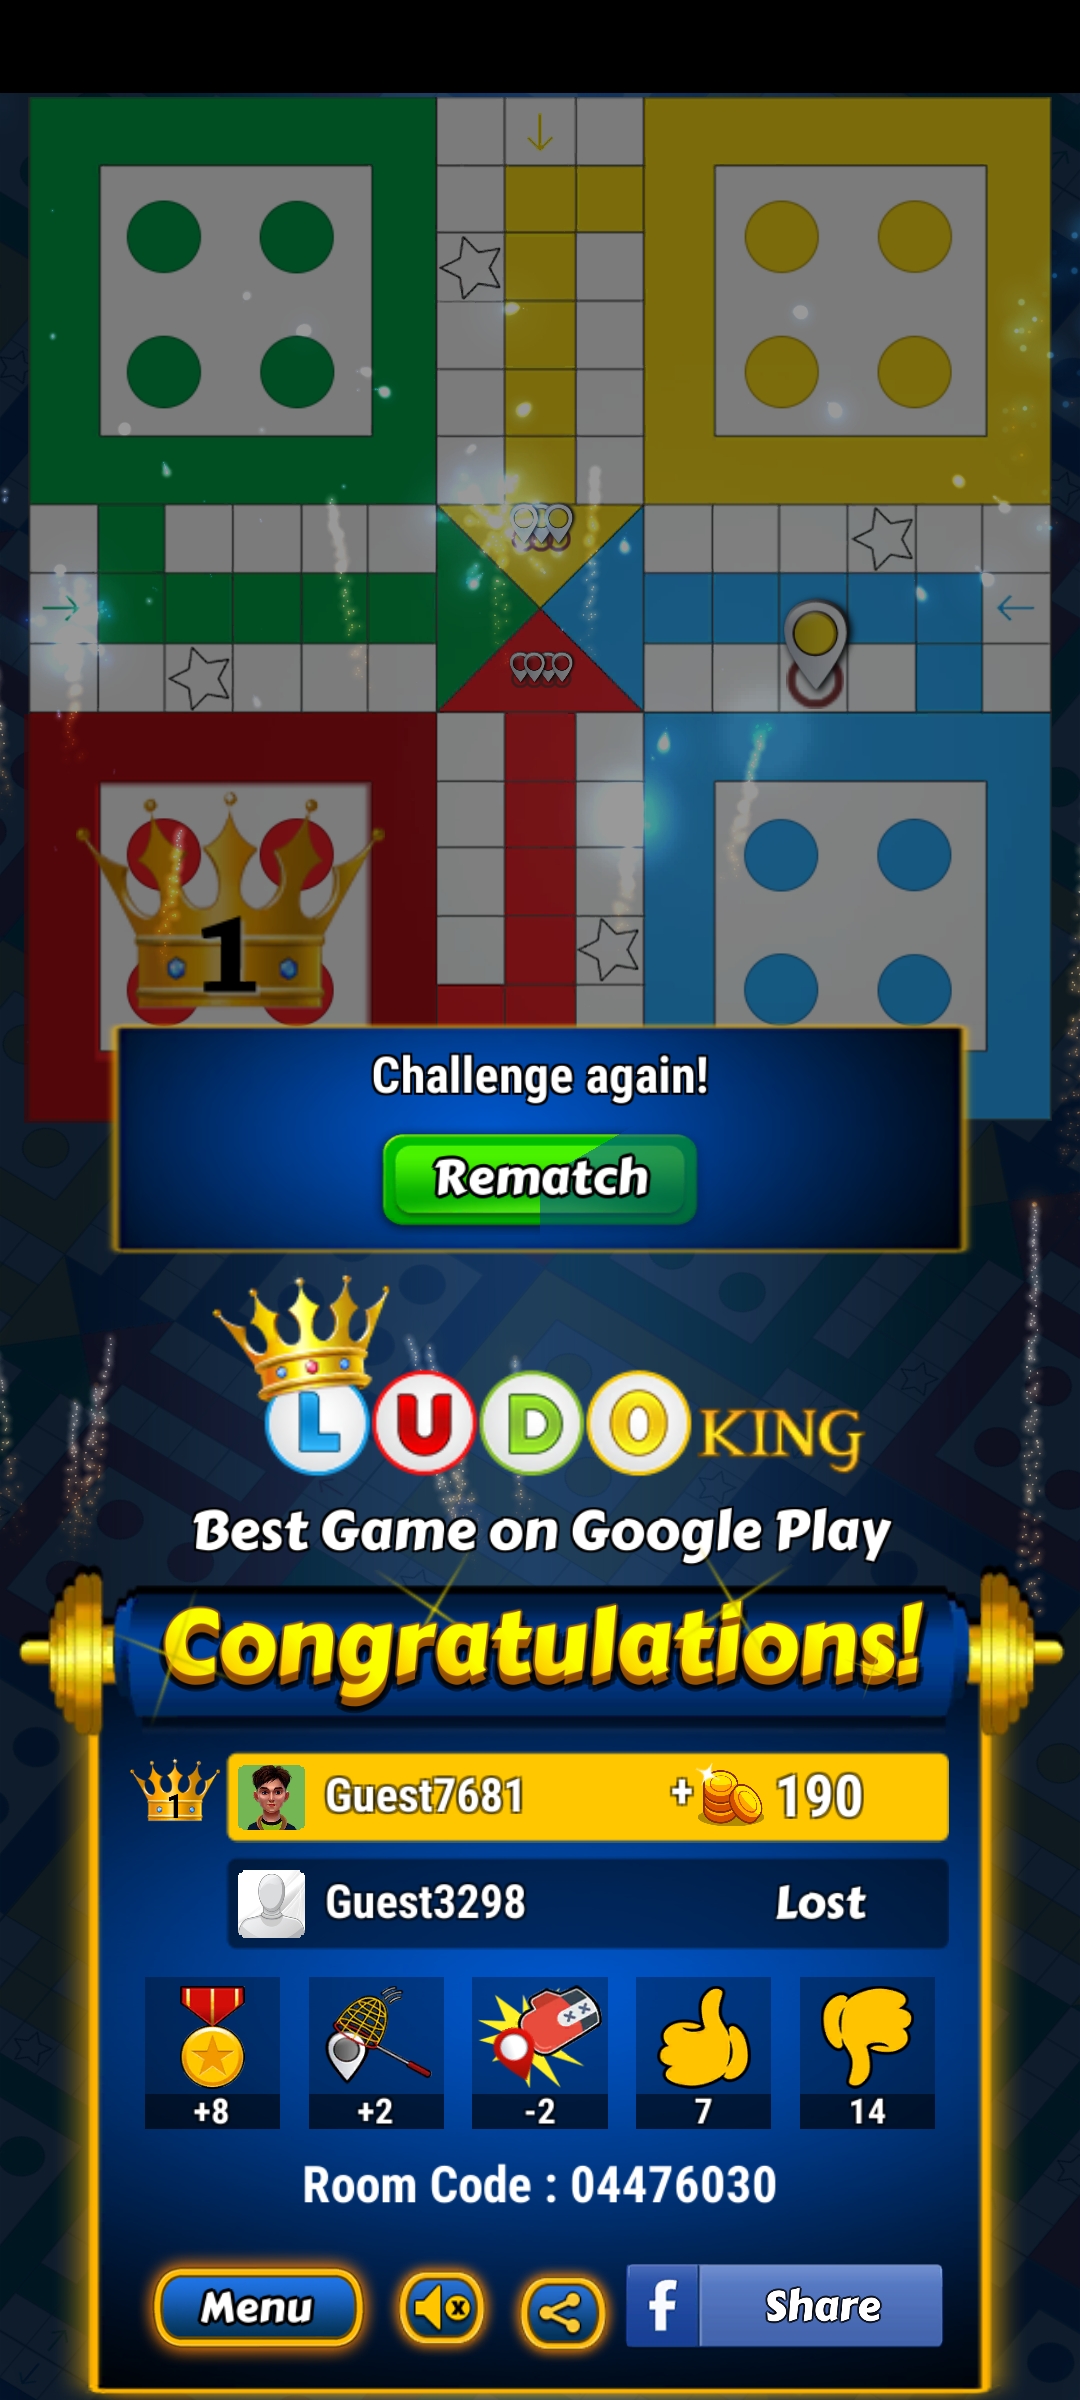 1
Challenge again!
Rematch
LUDO KING
Best Game on Google Play
Congratulations!
1 Guest7681 + 190
Guest3298 Lost
+8 +2 -2 7 14
Room Code : 04476030
Menu x f Share